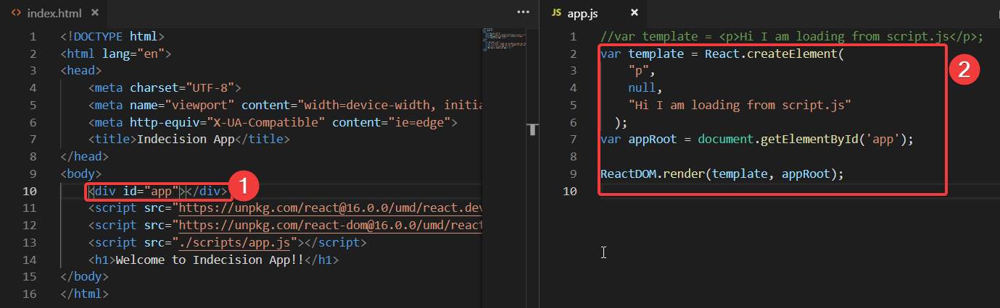 index.html ×
1 <!DOCTYPE html>
2 <html lang="en">
3 <head>
4 <meta charset="UTF-8">
5 <meta name="viewport" content="width=device-width, initia
6 <meta http-equiv="X-UA-Compatible" content="ie=edge">
7 <title>Indecision App</title>
8 </head>
9 <body>
10 <div id="app"></div>
1
11 <script src="https://unpkg.com/react@16.0.0/umd/react.dev
12 <script src="https://unpkg.com/react-dom@16.0.0/umd/react
13 <script src="./scripts/app.js"></script>
14 <h1>Welcome to Indecision App!!</h1>
15 </body>
16 </html>
JS app.js ×
1 //var template = <p>Hi I am loading from script.js</p>;
2 var template = React.createElement(
2
3 "p",
4 null,
5 "Hi I am loading from script.js"
6 );
7 var appRoot = document.getElementById('app');
8
9 ReactDOM.render(template, appRoot);
10